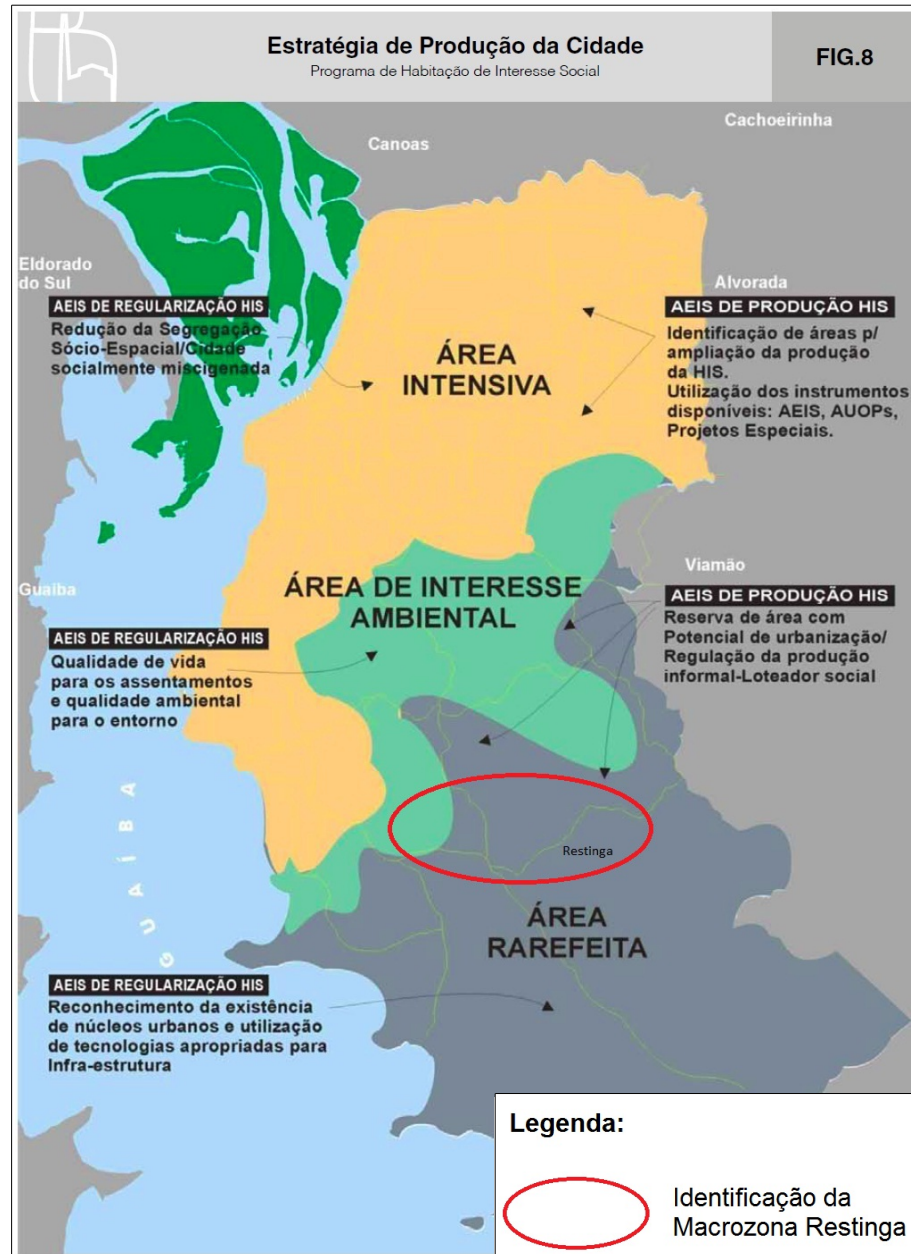 Estratégia de Produção da Cidade
Programa de Habitação de Interesse Social
FIG.8
Cachoeirinha
Canoas
Eldorado
do Sul
Alvorada
AEIS DE REGULARIZAÇÃO HIS
Redução da Segregação
Sócio-Espacial/Cidade
socialmente miscigenada
AEIS DE PRODUÇÃO HIS
Identificação de áreas p/
ampliação da produção
da HIS.
Utilização dos instrumentos
disponíveis: AEIS, AUOPs,
Projetos Especiais.
ÁREA
INTENSIVA
Viamão
Guaiba
ÁREA DE INTERESSE
AMBIENTAL
AEIS DE PRODUÇÃO HIS
Reserva de área com
Potencial de urbanização/
Regulação da produção
informal-Loteador social
AEIS DE REGULARIZAÇÃO HIS
Qualidade de vida
para os assentamentos
e qualidade ambiental
para o entorno
GUAÍBA
Restinga
ÁREA
RAREFEITA
AEIS DE REGULARIZAÇÃO HIS
Reconhecimento da existência
de núcleos urbanos e utilização
de tecnologias apropriadas para
Infra-estrutura
Legenda:
Identificação da
Macrozona Restinga